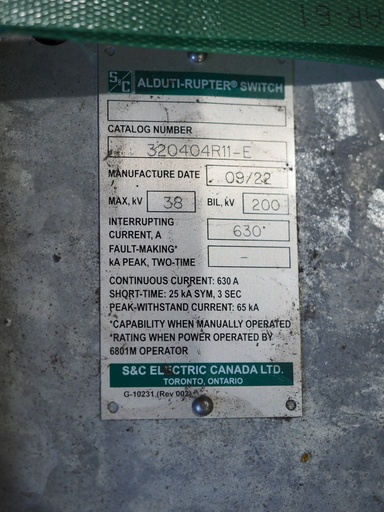 AR-61
S&C ALDUTI-RUPTER® SWITCH
CATALOG NUMBER
320404R11-E
MANUFACTURE DATE 09/22
MAX, kV 38 BIL, kV 200
INTERRUPTING
CURRENT, A 630*
FAULT-MAKING*
kA PEAK, TWO-TIME -
CONTINUOUS CURRENT: 630 A
SHORT-TIME: 25 kA SYM, 3 SEC
PEAK-WITHSTAND CURRENT: 65 kA
*CAPABILITY WHEN MANUALLY OPERATED
*RATING WHEN POWER OPERATED BY
6801M OPERATOR
S&C ELECTRIC CANADA LTD.
TORONTO, ONTARIO
G-10231 (Rev 002)